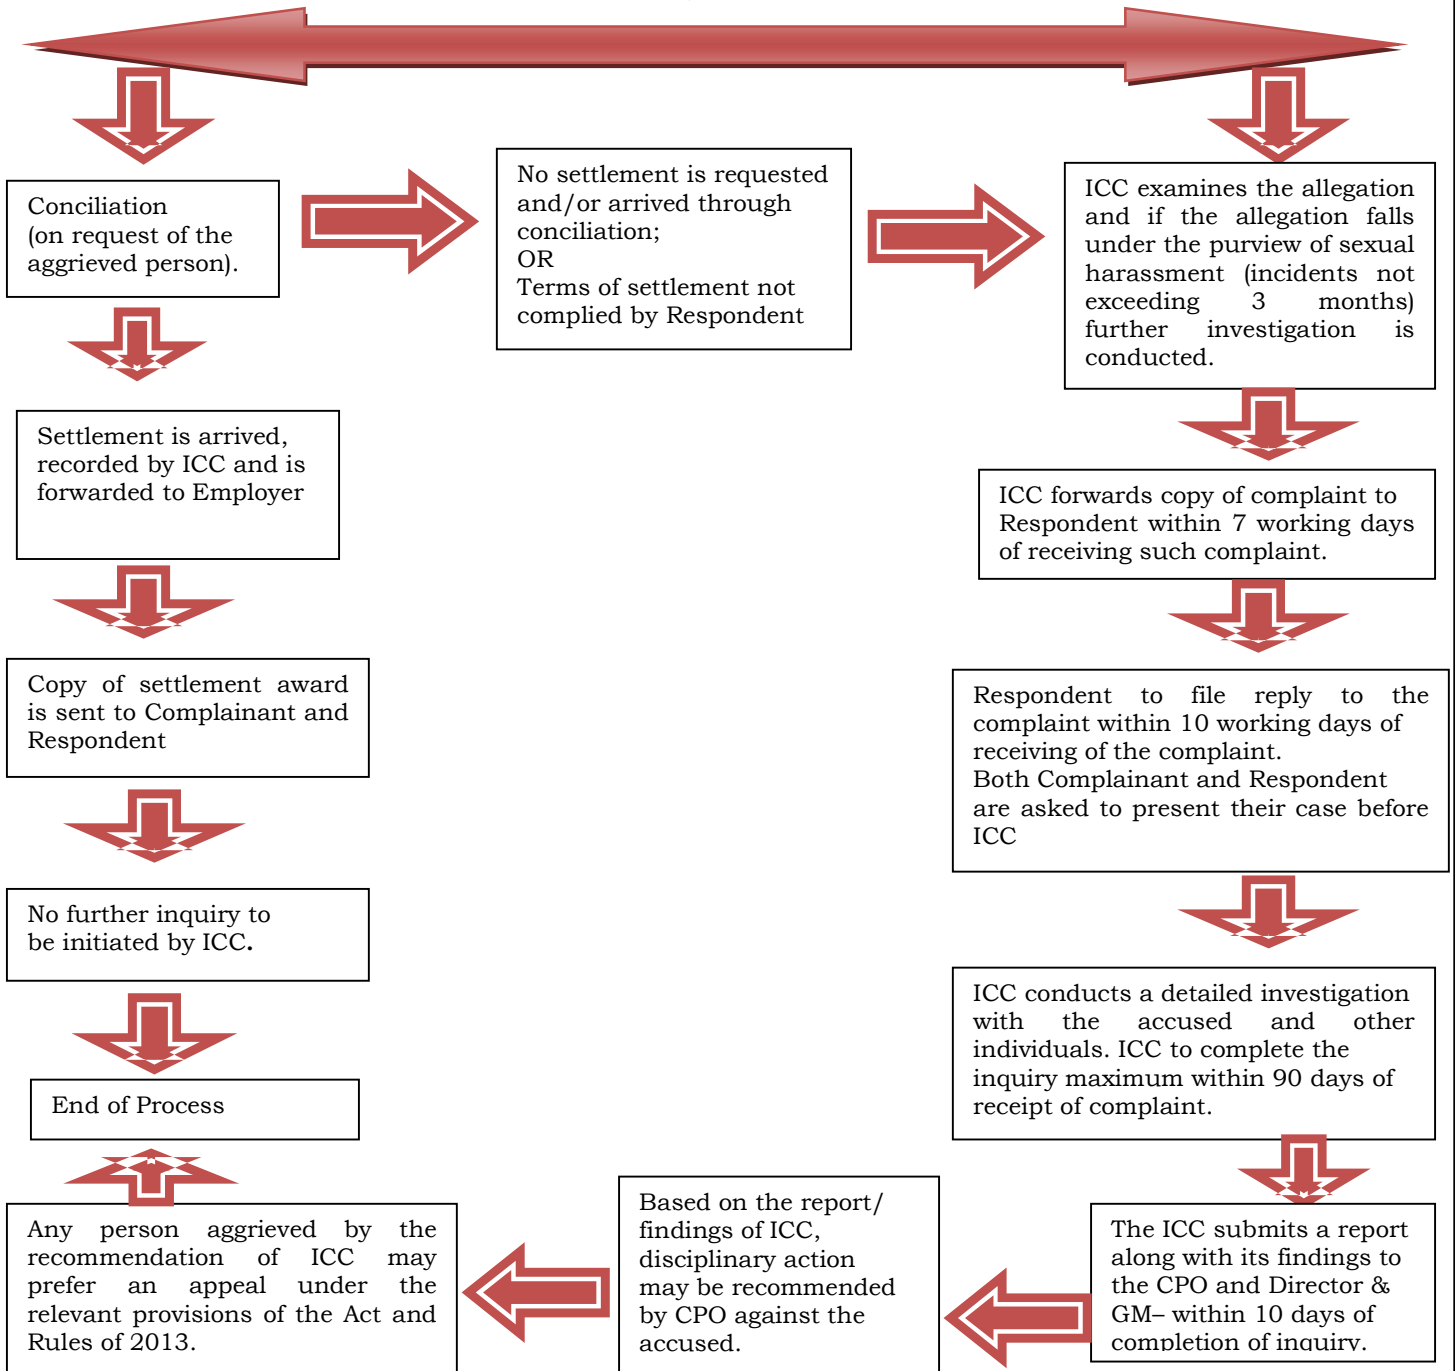 Conciliation
(on request of the
aggrieved person).
No settlement is requested
and/or arrived through
conciliation;
OR
Terms of settlement not
complied by Respondent
ICC examines the allegation
and if the allegation falls
under the purview of sexual
harassment (incidents not
exceeding 3 months)
further investigation is
conducted.
Settlement is arrived,
recorded by ICC and is
forwarded to Employer
ICC forwards copy of complaint to
Respondent within 7 working days
of receiving such complaint.
Copy of settlement award
is sent to Complainant and
Respondent
Respondent to file reply to the
complaint within 10 working days of
receiving of the complaint.
Both Complainant and Respondent
are asked to present their case before
ICC
No further inquiry to
be initiated by ICC.
ICC conducts a detailed investigation
with the accused and other
individuals. ICC to complete the
inquiry maximum within 90 days of
receipt of complaint.
End of Process
Any person aggrieved by the
recommendation of ICC may
prefer an appeal under the
relevant provisions of the Act and
Rules of 2013.
Based on the report/
findings of ICC,
disciplinary action
may be recommended
by CPO against the
accused.
The ICC submits a report
along with its findings to
the CPO and Director &
GM– within 10 days of
completion of inquiry.